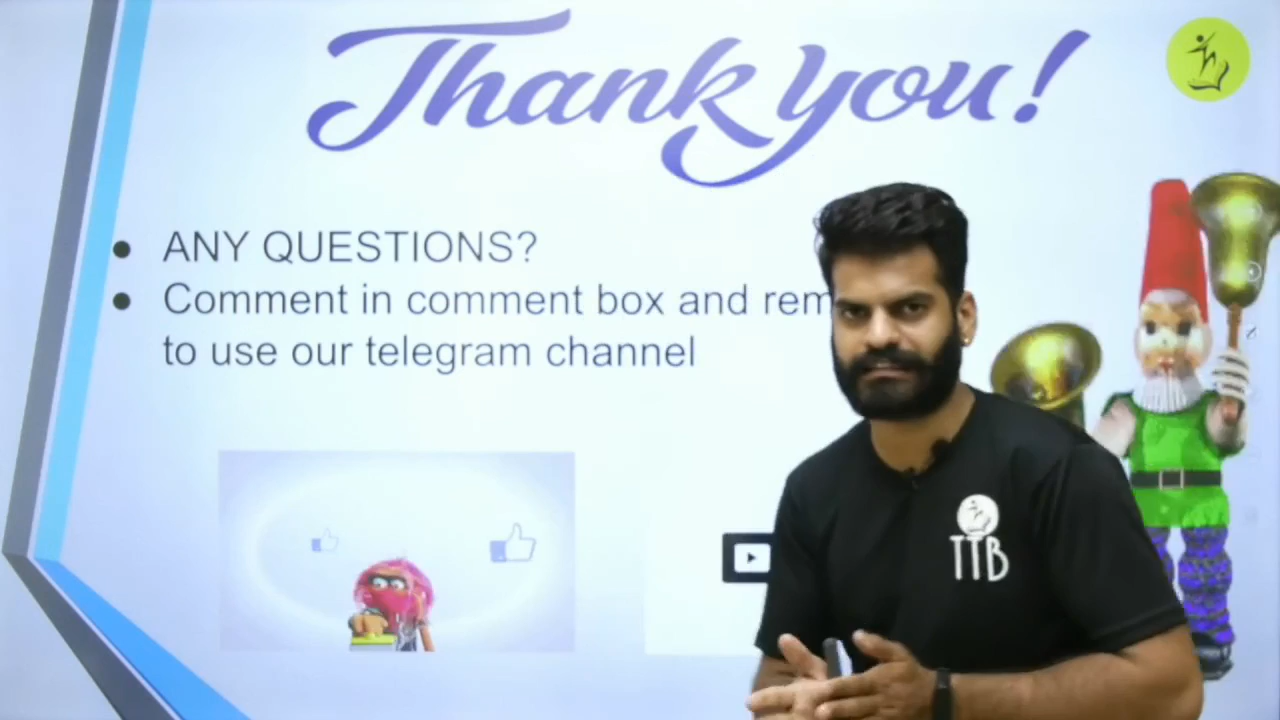 Thank you!
ANY QUESTIONS?
Comment in comment box and rem
to use our telegram channel
TTB